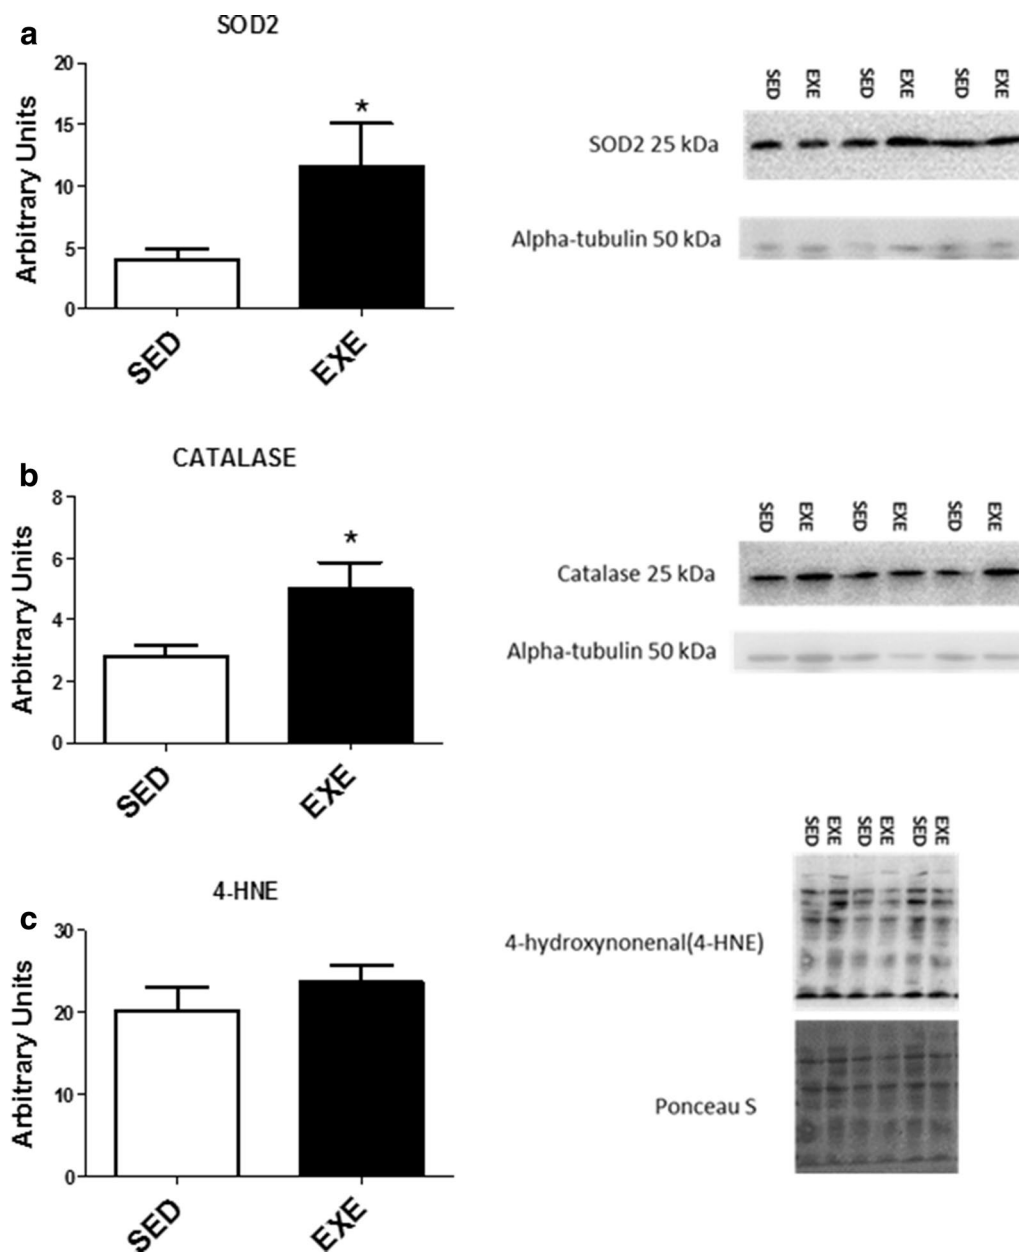 a
SOD2
Arbitrary Units
20
15
10
5
0
*
SED
EXE
SED EXE SED EXE SED EXE
SOD2 25 kDa
Alpha-tubulin 50 kDa
b
CATALASE
Arbitrary Units
8
6
4
2
0
*
SED
EXE
SED EXE SED EXE SED EXE
Catalase 25 kDa
Alpha-tubulin 50 kDa
c
4-HNE
Arbitrary Units
30
20
10
0
SED
EXE
SED EXE SED EXE SED EXE
4-hydroxynonenal(4-HNE)
Ponceau S